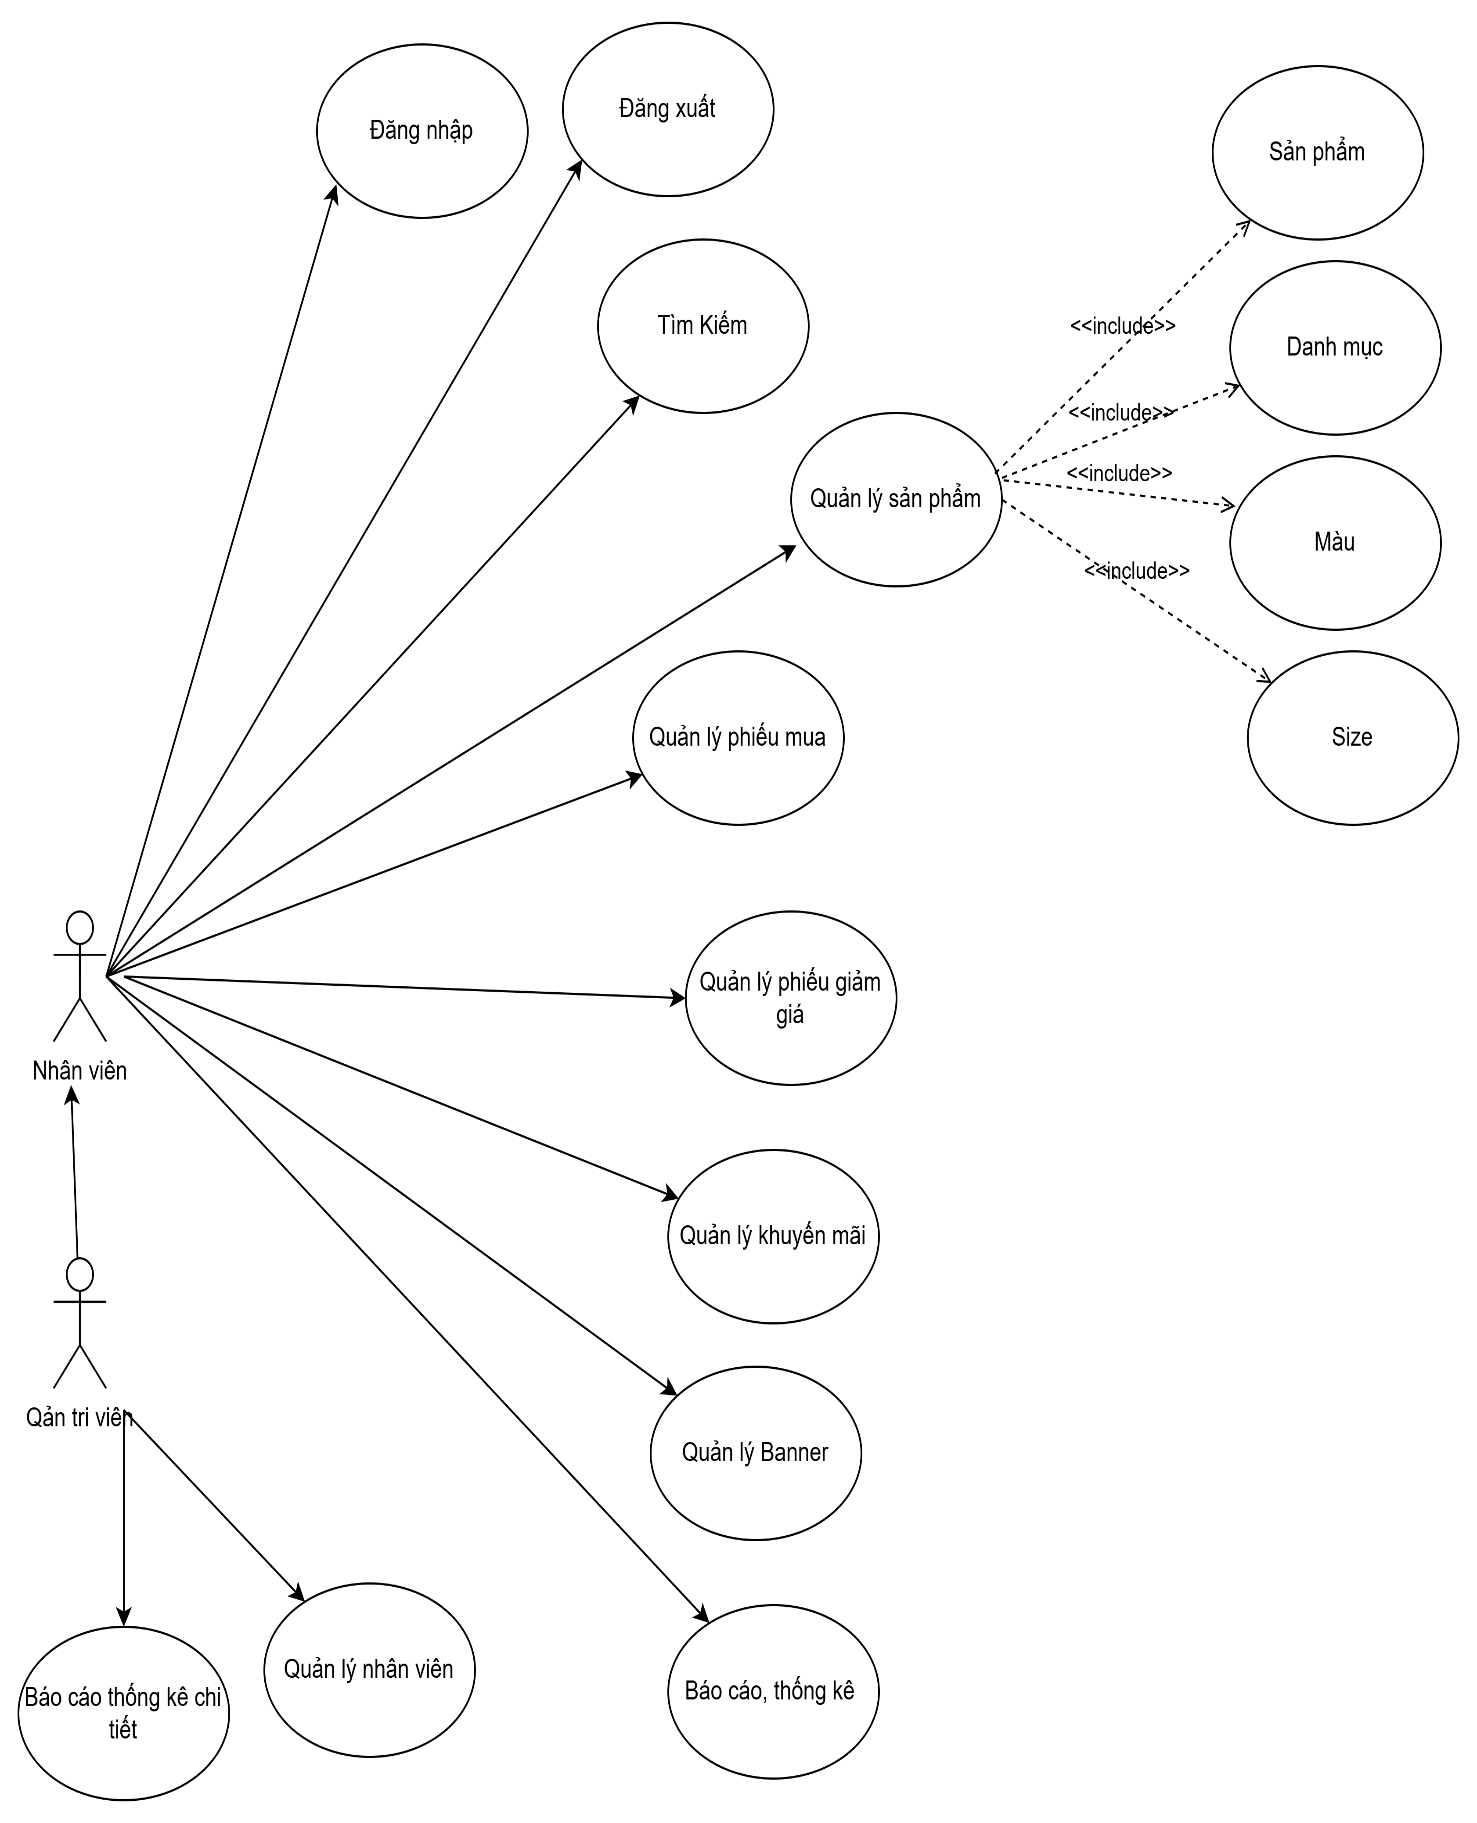 Đăng nhập
Đăng xuất
Sản phẩm
Tìm Kiếm
<<include>>
Danh mục
<<include>>
<<include>>
Quản lý sản phẩm
Màu
<<include>>
Quản lý phiếu mua
Size
Quản lý phiếu giảm
giá
Nhân viên
Quản lý khuyến mãi
Qản tri viên
Quản lý Banner
Quản lý nhân viên
Báo cáo thống kê chi
tiết
Báo cáo, thống kê